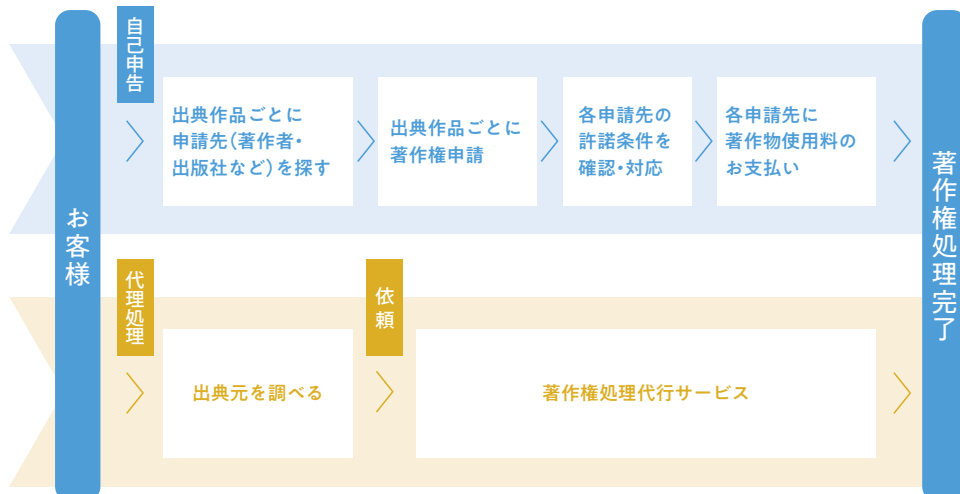 お客様
自己申告
出典作品ごとに
申請先(著作者・
出版社など)を探す
出典作品ごとに
著作権申請
各申請先の
許諾条件を
確認・対応
各申請先に
著作物使用料の
お支払い
代理処理
出典元を調べる
依頼
著作権処理代行サービス
著作権処理完了